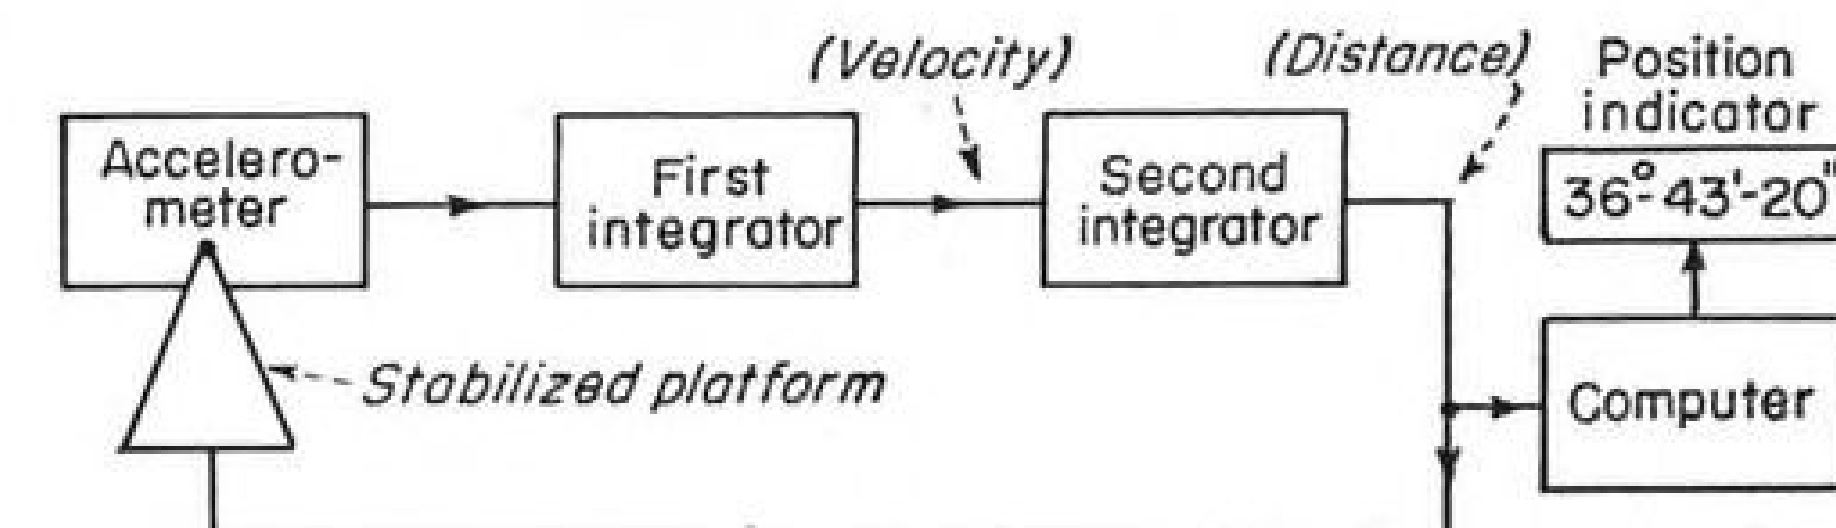 (Velocity)
(Distance)
Position
indicator
Accelero-
meter
First
integrator
Second
integrator
36°-43'-20"
Stabilized platform
Computer